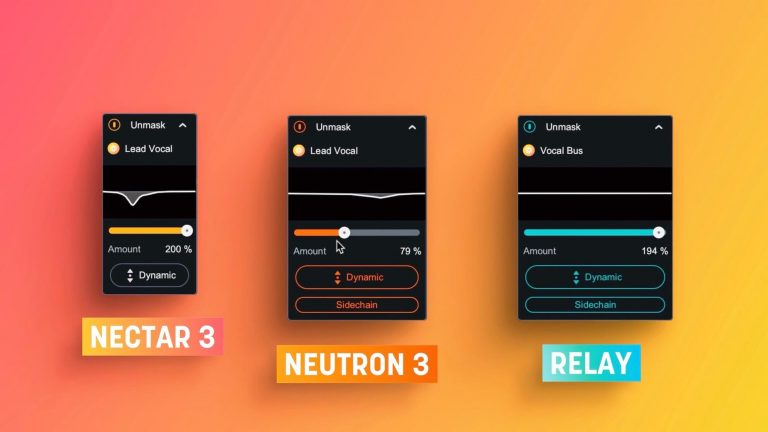 Unmask
Lead Vocal
Amount 200 %
Dynamic
NECTAR 3
Unmask
Lead Vocal
Amount 79 %
Dynamic
Sidechain
NEUTRON 3
Unmask
Vocal Bus
Amount 194 %
Dynamic
Sidechain
RELAY